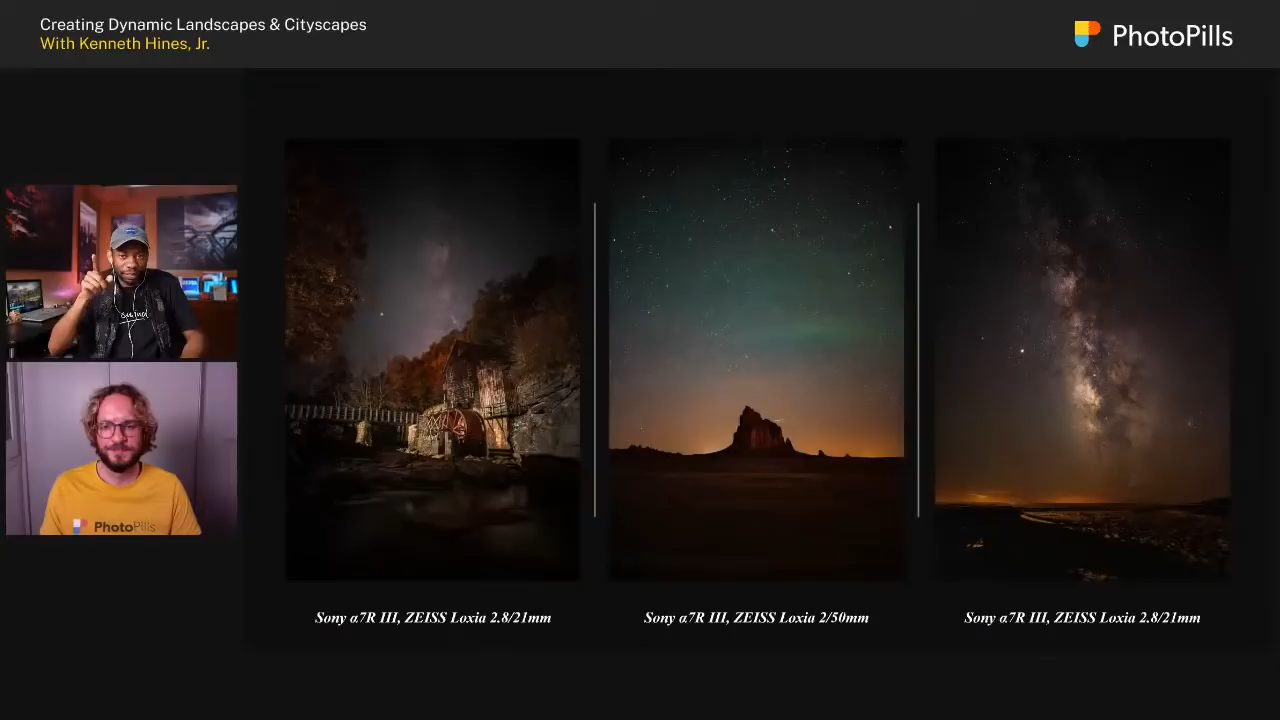 Creating Dynamic Landscapes & Cityscapes
With Kenneth Hines, Jr.
PhotoPills
PhotoPills
Sony α7R III, ZEISS Loxia 2.8/21mm
Sony α7R III, ZEISS Loxia 2/50mm
Sony α7R III, ZEISS Loxia 2.8/21mm